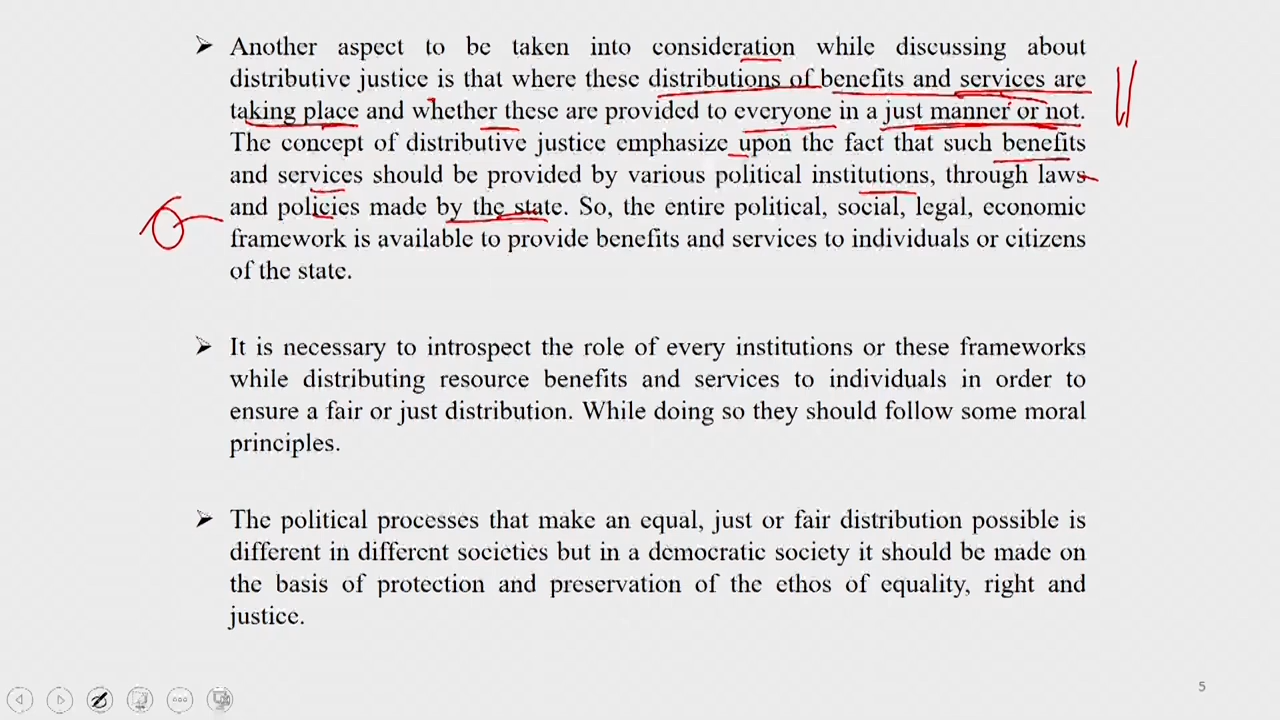 ➤ Another aspect to be taken into consideration while discussing about
distributive justice is that where these distributions of benefits and services are
taking place and whether these are provided to everyone in a just manner or not.
The concept of distributive justice emphasize upon the fact that such benefits
and services should be provided by various political institutions, through laws
and policies made by the state. So, the entire political, social, legal, economic
framework is available to provide benefits and services to individuals or citizens
of the state.
➤ It is necessary to introspect the role of every institutions or these frameworks
while distributing resource benefits and services to individuals in order to
ensure a fair or just distribution. While doing so they should follow some moral
principles.
➤ The political processes that make an equal, just or fair distribution possible is
different in different societies but in a democratic society it should be made on
the basis of protection and preservation of the ethos of equality, right and
justice.
5